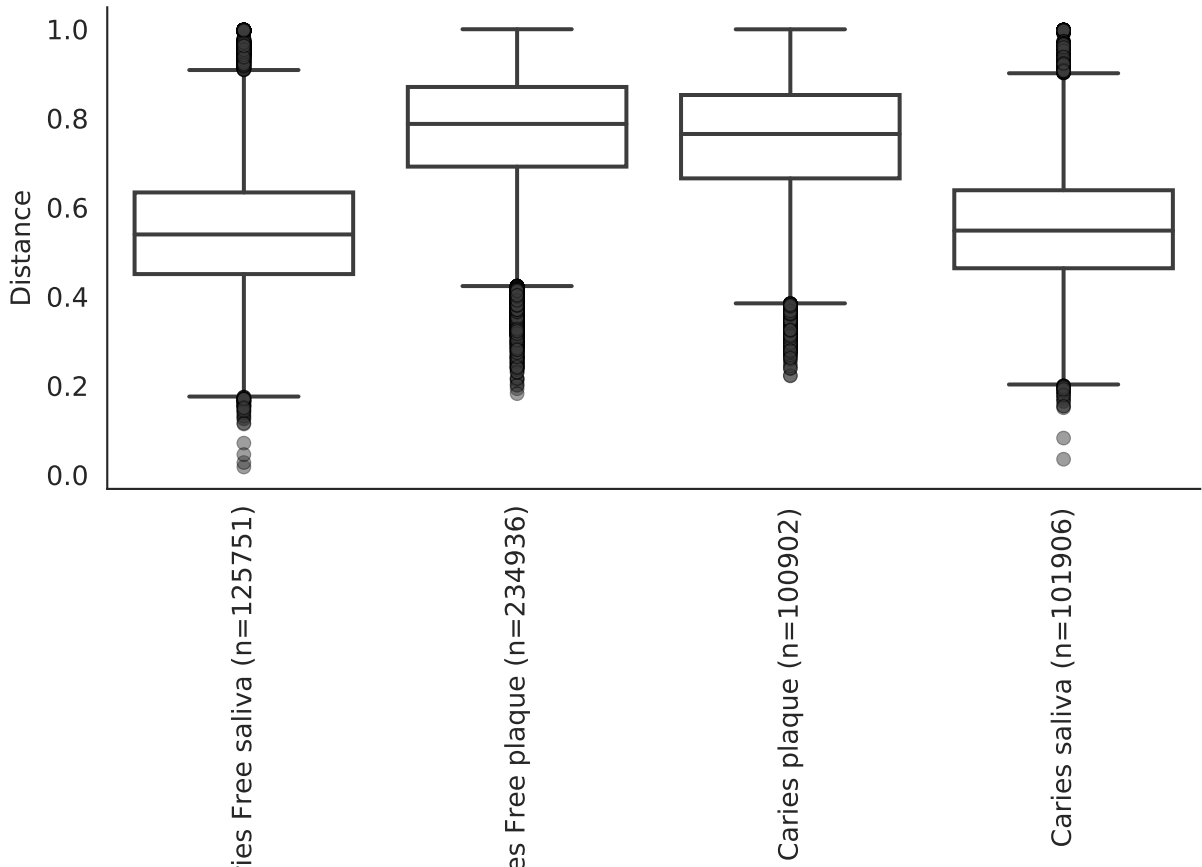 1.0
0.8
0.6
0.4
0.2
0.0
Distance
ies Free saliva (n=125751)
es Free plaque (n=234936)
Caries plaque (n=100902)
Caries saliva (n=101906)